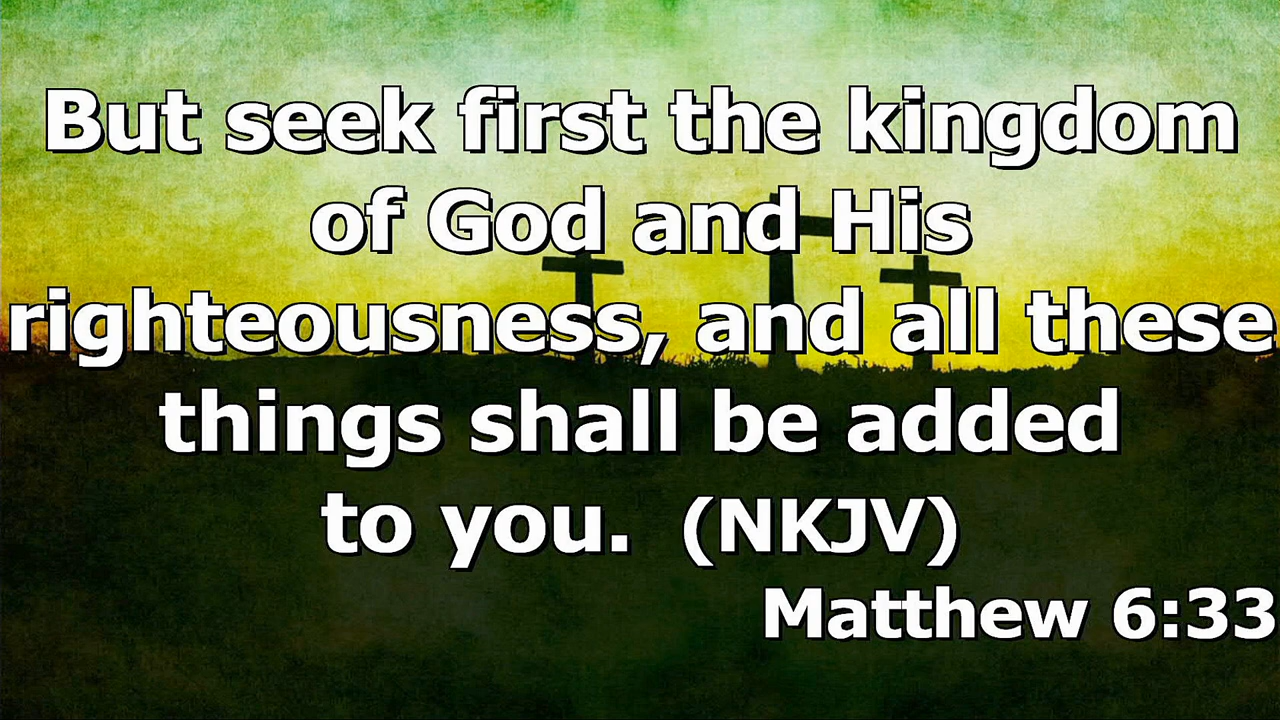 But seek first the kingdom
of God and His
righteousness, and all these
things shall be added
to you.  (NKJV)
Matthew 6:33